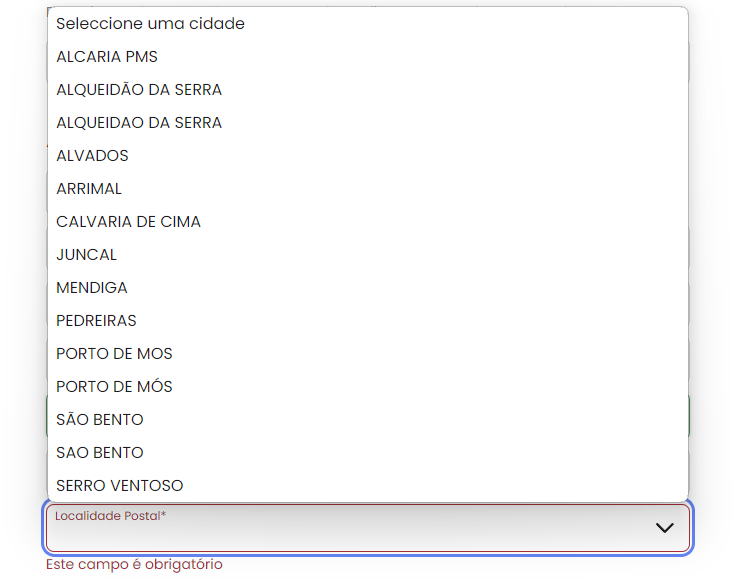 Seleccione uma cidade
ALCARIA PMS
ALQUEIDÃO DA SERRA
ALQUEIDAO DA SERRA
ALVADOS
ARRIMAL
CALVARIA DE CIMA
JUNCAL
MENDIGA
PEDREIRAS
PORTO DE MOS
PORTO DE MÓS
SÃO BENTO
SAO BENTO
SERRO VENTOSO
Localidade Postal*
Este campo é obrigatório